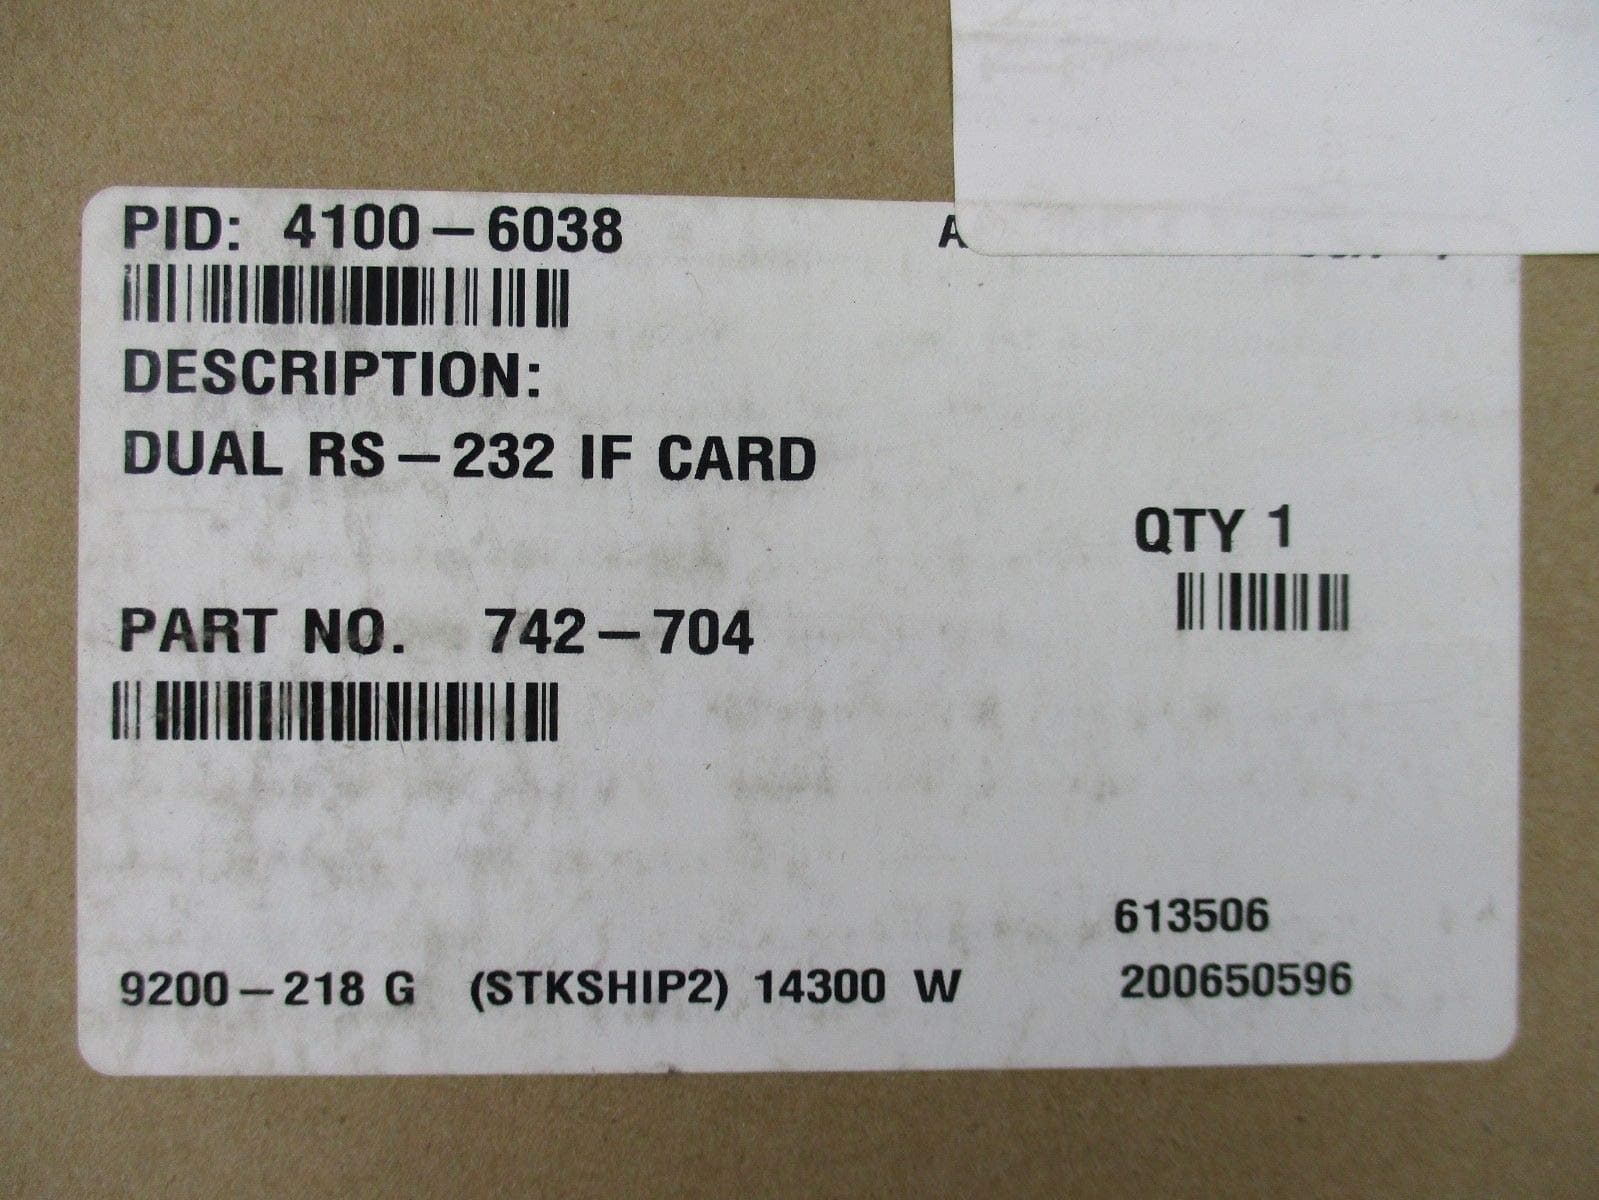 PID: 4100-6038
DESCRIPTION:
DUAL RS-232 IF CARD
QTY 1
PART NO. 742-704
613506
9200-218 G (STKSHIP2) 14300 W 200650596